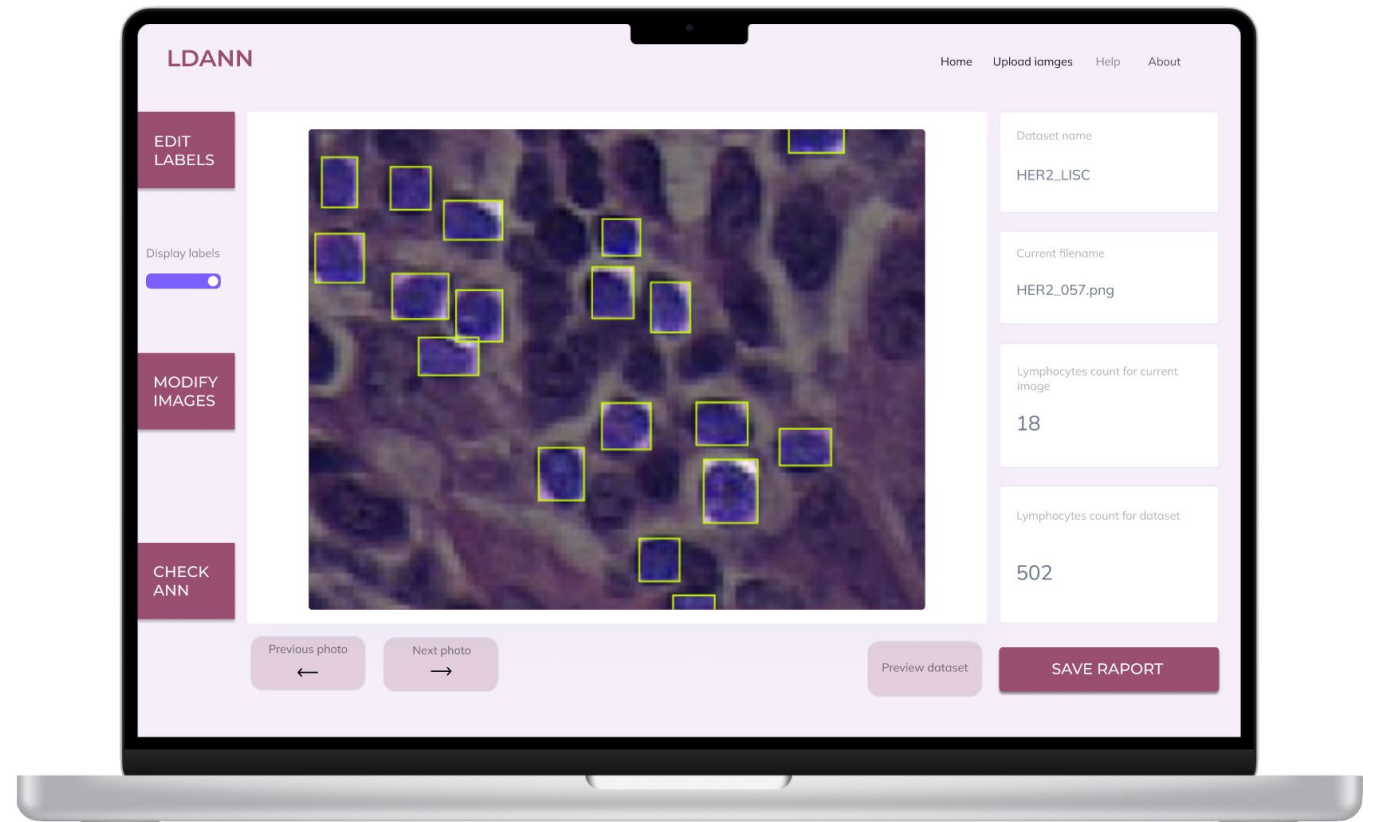 LDANN
Home
Upload iamges
Help
About
EDIT
LABELS
Display labels
MODIFY
IMAGES
CHECK
ANN
Dataset name
HER2_LISC
Current filename
HER2_057.png
Lymphocytes count for current
image
18
Lymphocytes count for dataset
502
Previous photo
←
Next photo
→
Preview dataset
SAVE RAPORT